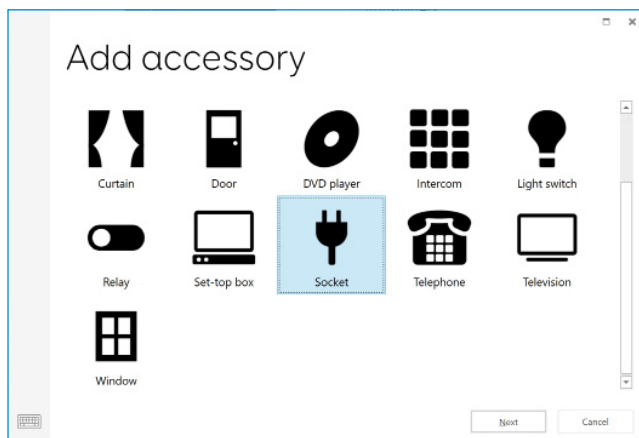 Add accessory
Curtain Door DVD player Intercom Light switch
Relay Set-top box Socket Telephone Television
Window
Next Cancel